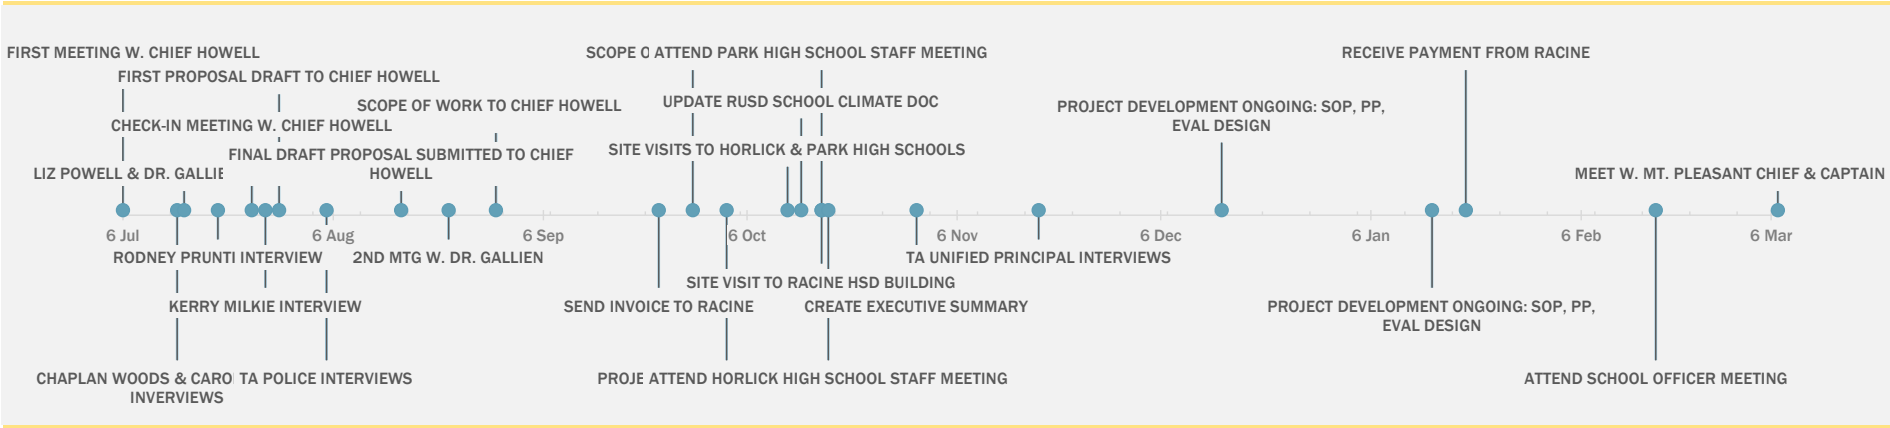 FIRST MEETING W. CHIEF HOWELL
SCOPE O ATTEND PARK HIGH SCHOOL STAFF MEETING
RECEIVE PAYMENT FROM RACINE
FIRST PROPOSAL DRAFT TO CHIEF HOWELL
SCOPE OF WORK TO CHIEF HOWELL
UPDATE RUSD SCHOOL CLIMATE DOC
PROJECT DEVELOPMENT ONGOING: SOP, PP,
EVAL DESIGN
CHECK-IN MEETING W. CHIEF HOWELL
FINAL DRAFT PROPOSAL SUBMITTED TO CHIEF
HOWELL
SITE VISITS TO HORLICK & PARK HIGH SCHOOLS
LIZ POWELL & DR. GALLIE
MEET W. MT. PLEASANT CHIEF & CAPTAIN
6 Jul
6 Aug
6 Sep
6 Oct
6 Nov
6 Dec
6 Jan
6 Feb
6 Mar
RODNEY PRUNTI INTERVIEW
2ND MTG W. DR. GALLIEN
TA UNIFIED PRINCIPAL INTERVIEWS
SITE VISIT TO RACINE HSD BUILDING
KERRY MILKIE INTERVIEW
SEND INVOICE TO RACINE
CREATE EXECUTIVE SUMMARY
PROJECT DEVELOPMENT ONGOING: SOP, PP,
EVAL DESIGN
CHAPLAN WOODS & CARO
INVERVIEWS
TA POLICE INTERVIEWS
PROJE ATTEND HORLICK HIGH SCHOOL STAFF MEETING
ATTEND SCHOOL OFFICER MEETING